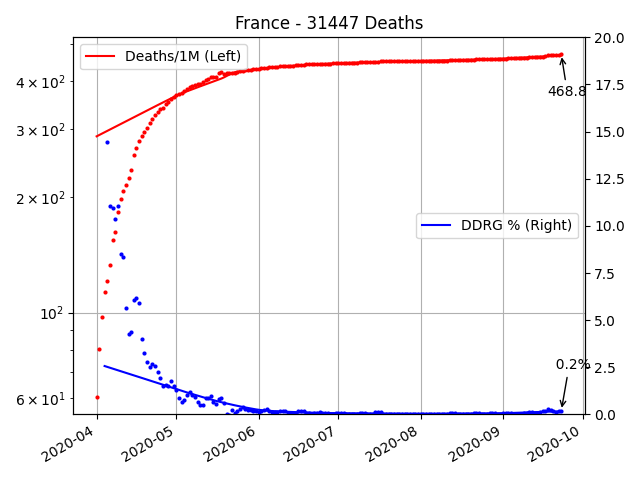 France - 31447 Deaths
Deaths/1M (Left)
DDRG % (Right)
468.8
0.2%
4 × 10²
3 × 10²
2 × 10²
10²
6 × 10¹
20.0
17.5
15.0
12.5
10.0
7.5
5.0
2.5
0.0
2020-04
2020-05
2020-06
2020-07
2020-08
2020-09
2020-10